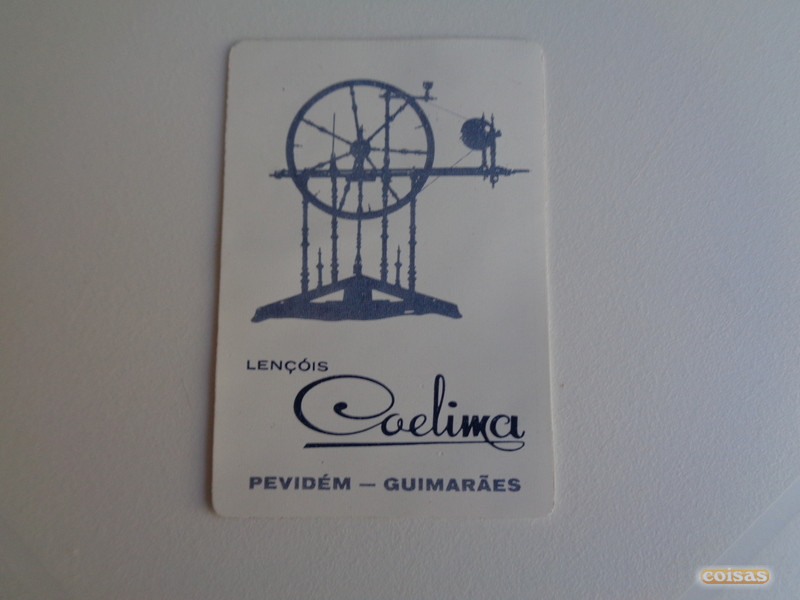 LENÇÓIS
Coelima
PEVIDÉM — GUIMARÃES
coisas